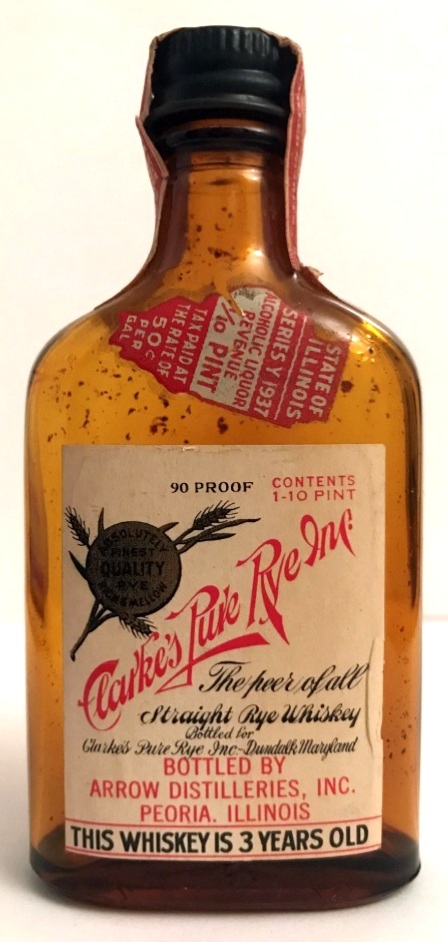 STATE OF
ILLINOIS
SERIES Y 1937
ALCOHOLIC LIQUOR
REVENUE
1/10 PINT
TAX PAID AT
THE RATE OF
50¢
PER
GAL
90 PROOF
CONTENTS
1-10 PINT
ABSOLUTELY
FINEST
QUALITY
RYE
& MELLOW
Clarke's Pure Rye Inc.
The peer of all
Straight Rye Whiskey
Bottled for
Clarke's Pure Rye Inc-Dundalk Maryland
BOTTLED BY
ARROW DISTILLERIES, INC.
PEORIA. ILLINOIS
THIS WHISKEY IS 3 YEARS OLD